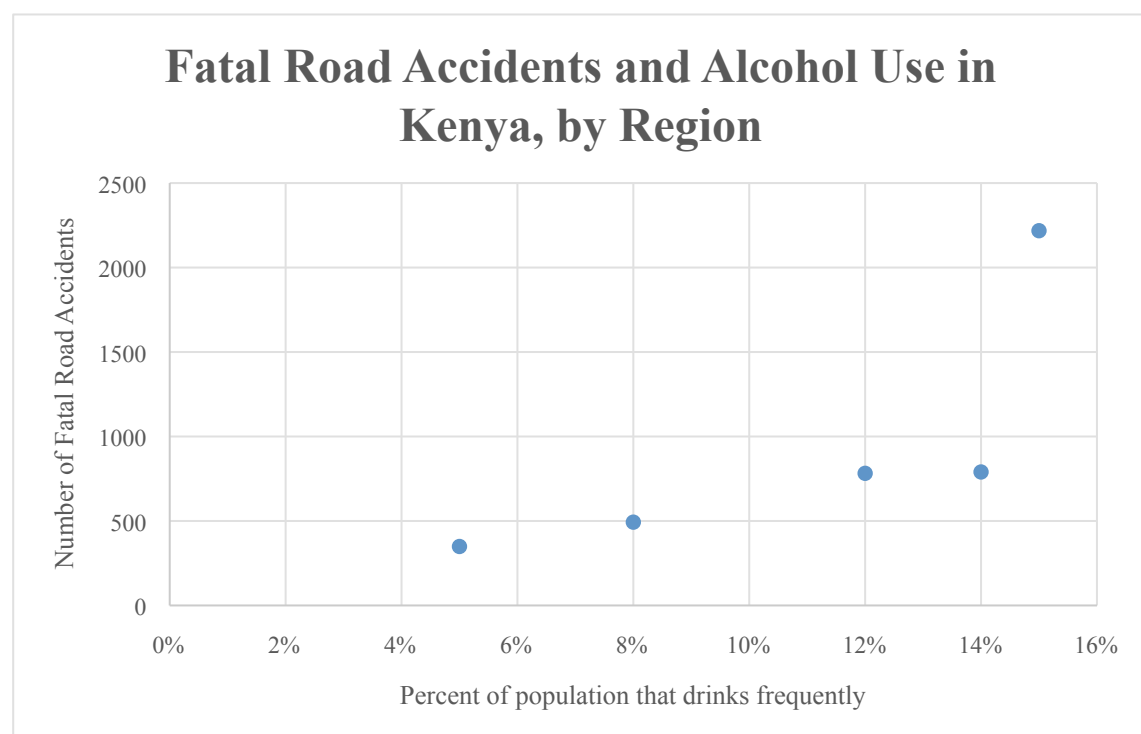 Fatal Road Accidents and Alcohol Use in
Kenya, by Region
2500
2000
1500
1000
500
0
Number of Fatal Road Accidents
0% 2% 4% 6% 8% 10% 12% 14% 16%
Percent of population that drinks frequently